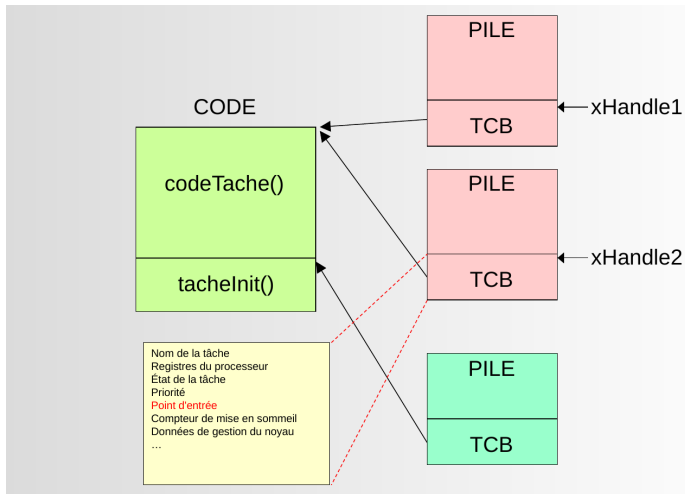 PILE
TCB
xHandle1
CODE
codeTache()
tacheInit()
PILE
TCB
xHandle2
Nom de la tâche
Registres du processeur
État de la tâche
Priorité
Point d'entrée
Compteur de mise en sommeil
Données de gestion du noyau
…
PILE
TCB